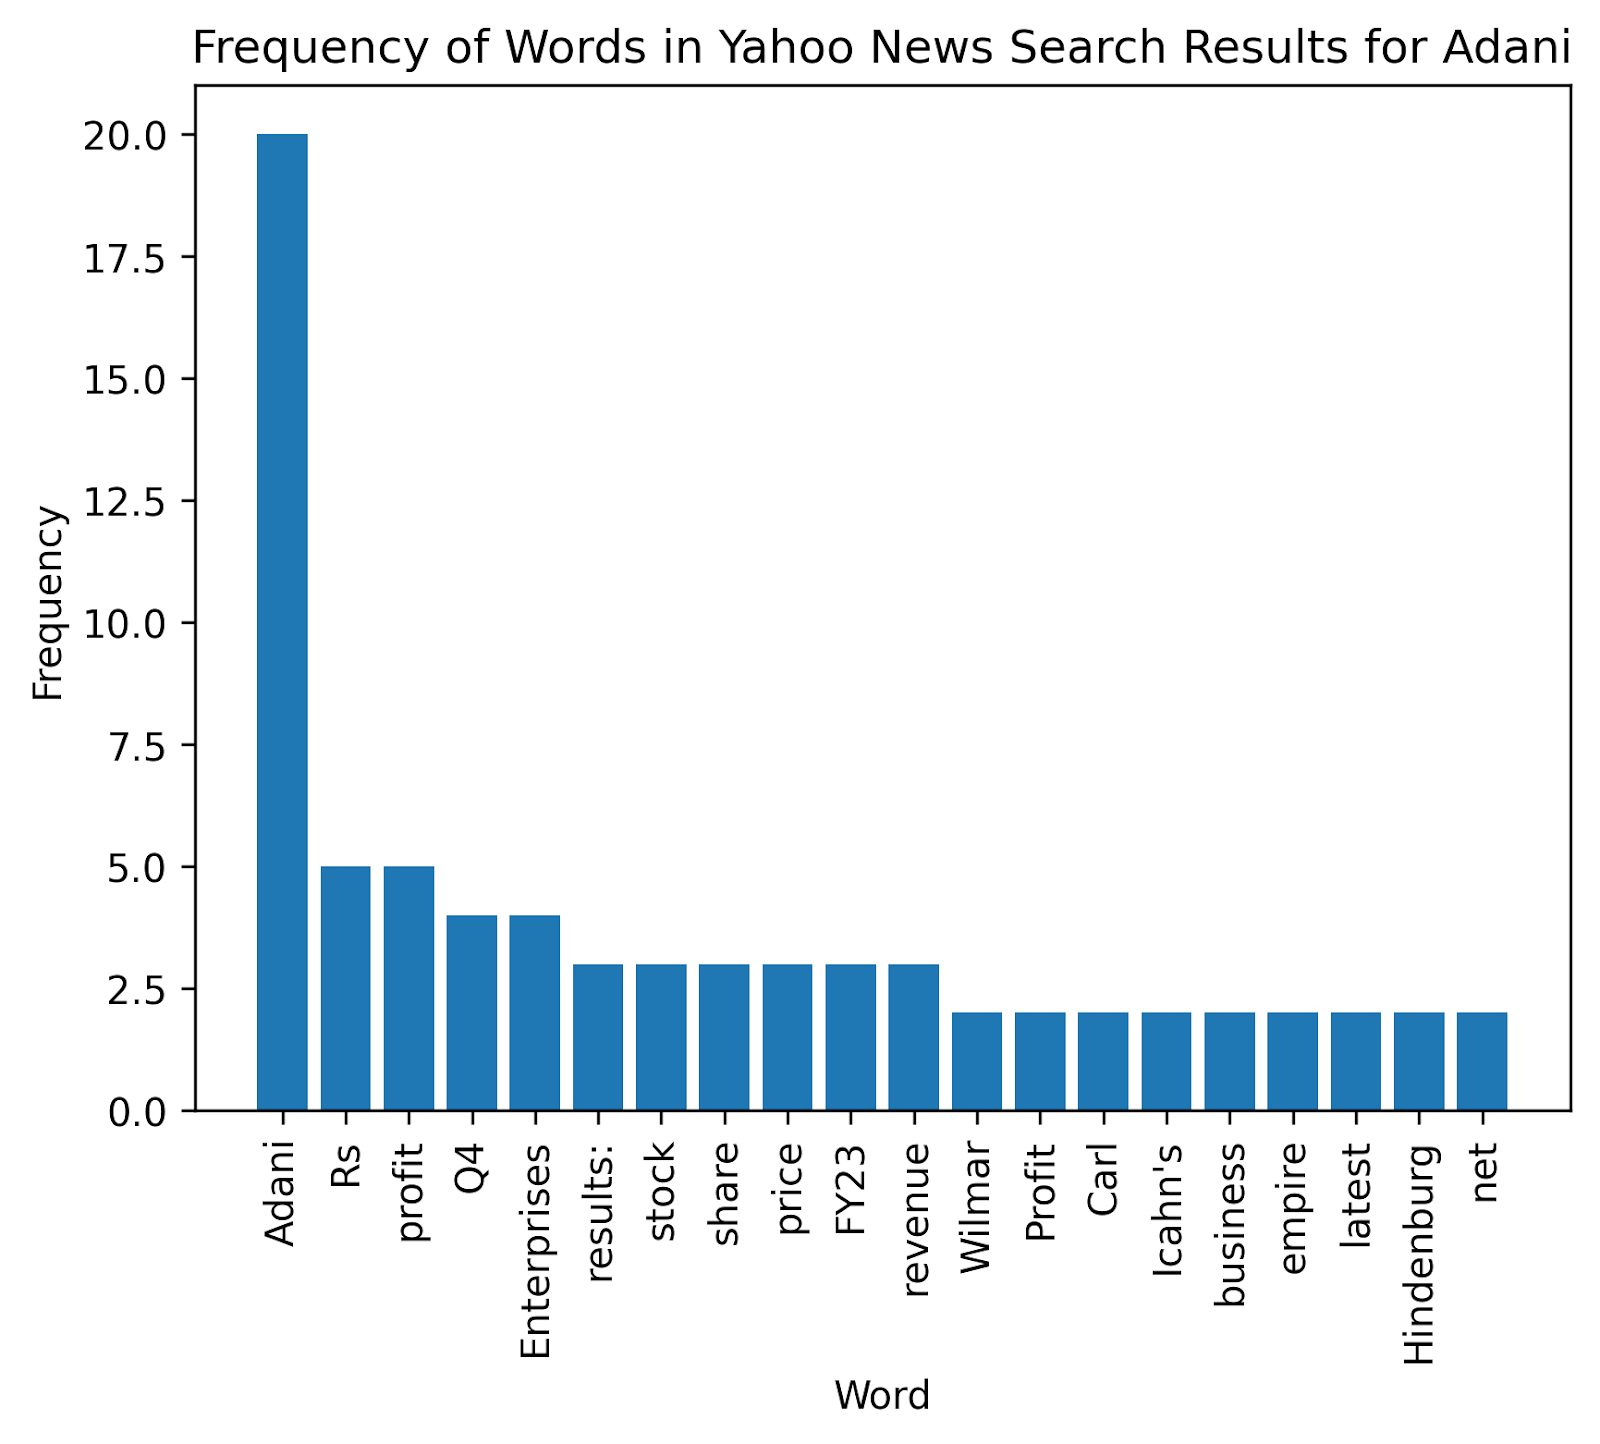 Frequency of Words in Yahoo News Search Results for Adani
Frequency
20.0
17.5
15.0
12.5
10.0
7.5
5.0
2.5
0.0
Adani
Rs
profit
Q4
Enterprises
results:
stock
share
price
FY23
revenue
Wilmar
Profit
Carl
Icahn's
business
empire
latest
Hindenburg
net
Word